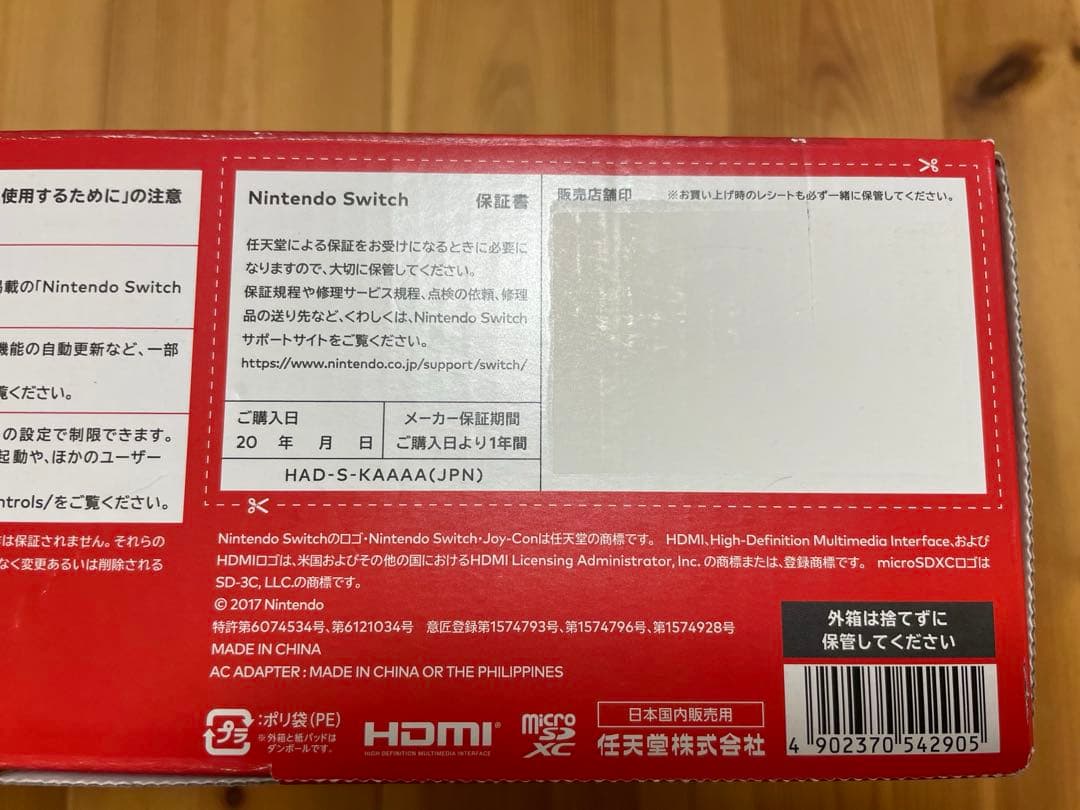 使用するために」の注意
掲載の「Nintendo Switch
機能の自動更新など、一部
覧ください。
の設定で制限できます。
起動や、ほかのユーザー
ntrols/をご覧ください。
は保証されません。それらの
なく変更あるいは削除される
Nintendo Switch 保証書
任天堂による保証をお受けになるときに必要に
なりますので、大切に保管してください。
保証規程や修理サービス規程、点検の依頼、修理
品の送り先など、くわしくは、Nintendo Switch
サポートサイトをご覧ください。
https://www.nintendo.co.jp/support/switch/
ご購入日
20 年 月 日
メーカー保証期間
ご購入日より1年間
HAD-S-KAAAA(JPN)
販売店舗印 ※お買い上げ時のレシートも必ず一緒に保管してください。
Nintendo Switchのロゴ・Nintendo Switch・Joy-Conは任天堂の商標です。 HDMI、High-Definition Multimedia Interface、および
HDMIロゴは、米国およびその他の国におけるHDMI Licensing Administrator, Inc. の商標または、登録商標です。 microSDXCロゴは
SD-3C, LLC.の商標です。
© 2017 Nintendo
特許第6074534号、第6121034号 意匠登録第1574793号、第1574796号、第1574928号
MADE IN CHINA
AC ADAPTER : MADE IN CHINA OR THE PHILIPPINES
プラ
:ポリ袋(PE)
※外箱と紙パッドは
ダンボールです。
HDMI®
HIGH DEFINITION MULTIMEDIA INTERFACE
micro
SD
XC
日本国内販売用
任天堂株式会社
外箱は捨てずに
保管してください
4 902370 542905